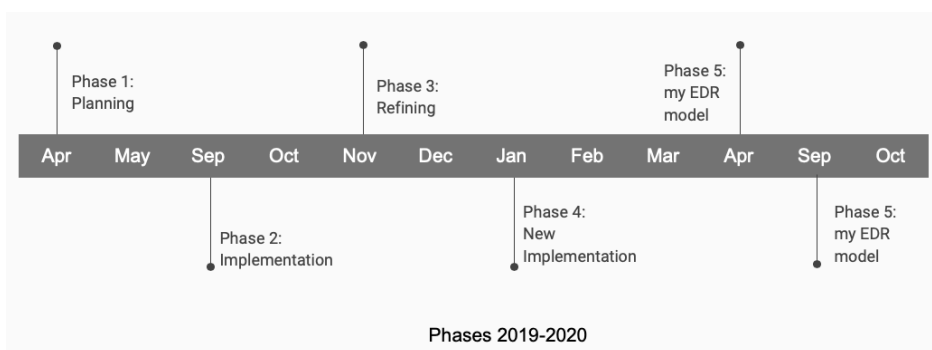 Phase 1:
Planning
Phase 3:
Refining
Phase 5:
my EDR
model
Apr May Sep Oct Nov Dec Jan Feb Mar Apr Sep Oct
Phase 2:
Implementation
Phase 4:
New
Implementation
Phase 5:
my EDR
model
Phases 2019-2020